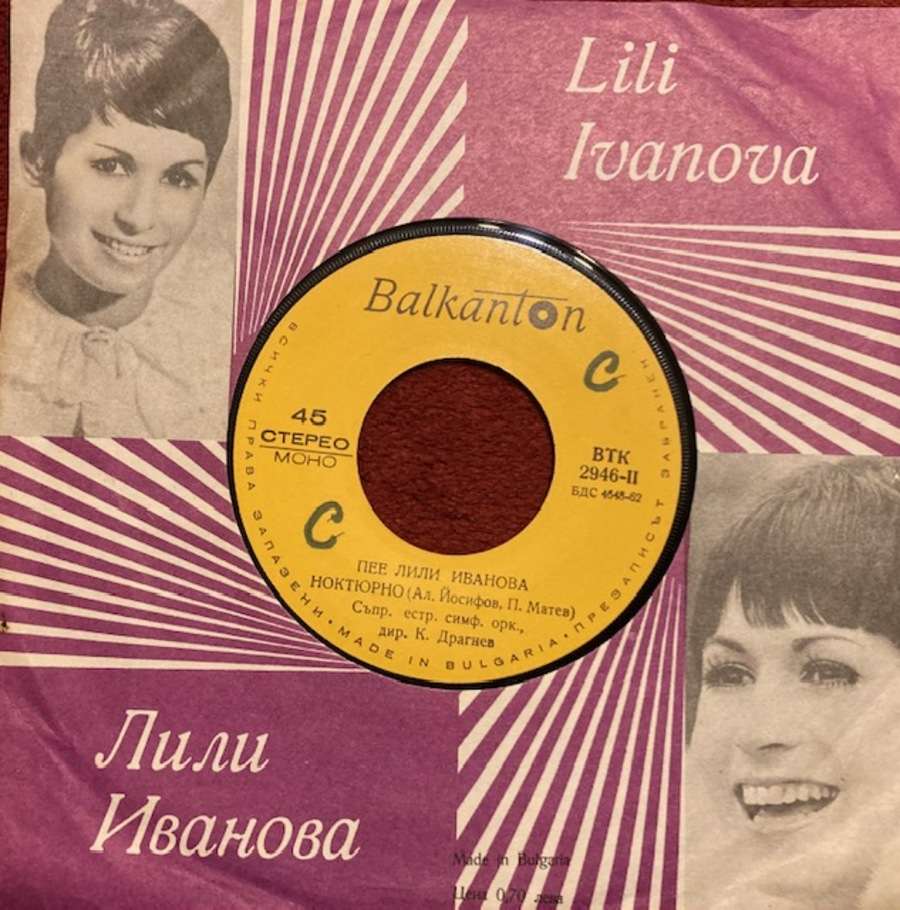 Lili
Ivanova
Balkanton
C
45
СТЕРЕО
МОНО
ВТК
2946-II
БДС 4648-62
C
ПЕЕ ЛИЛИ ИВАНОВА
НОКТЮРНО (Ал. Йосифов, П. Матев)
Съпр. естр. симф. орк.,
дир. К. Драгнев
ВСИЧКИ ПРАВА ЗАПАЗЕНИ • MADE IN BULGARIA • ПРЕЗАПИСЪТ ЗАБРАНЕН
Лили
Иванова
Made in Bulgaria
Цена 0,70 лева